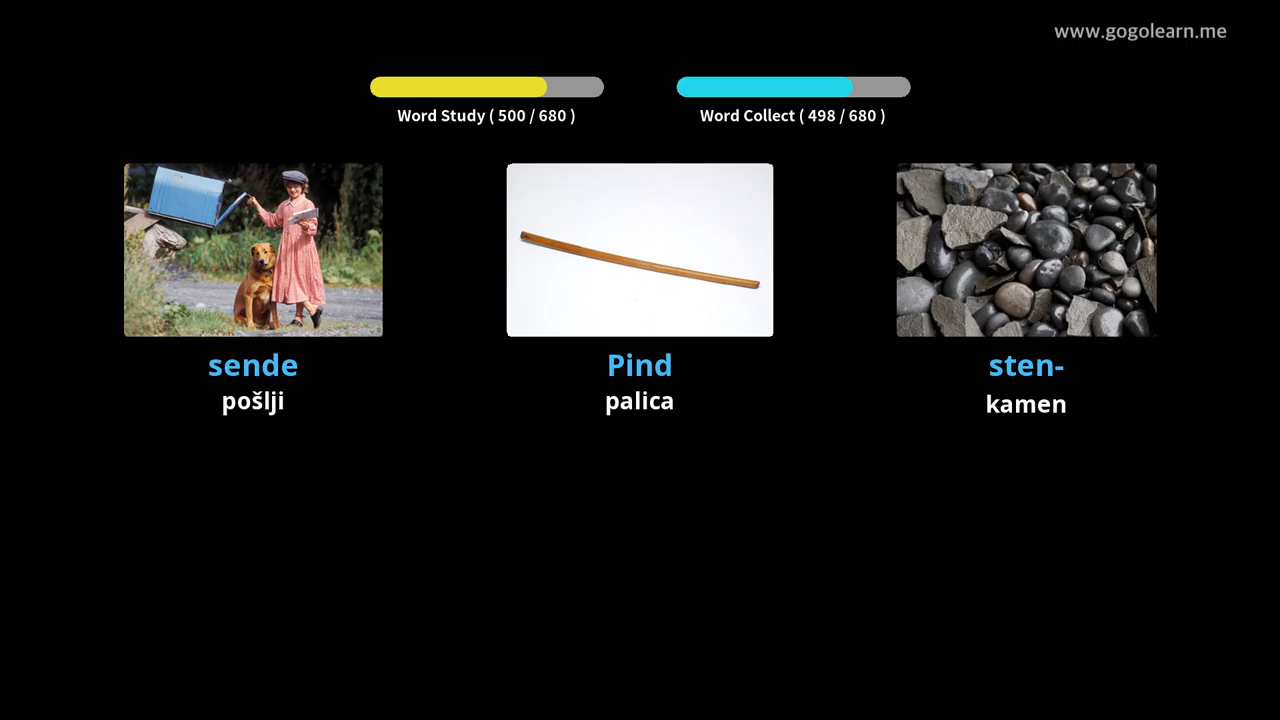 www.gogolearn.me
Word Study ( 500 / 680 )
Word Collect ( 498 / 680 )
sende
pošlji
Pind
palica
sten-
kamen